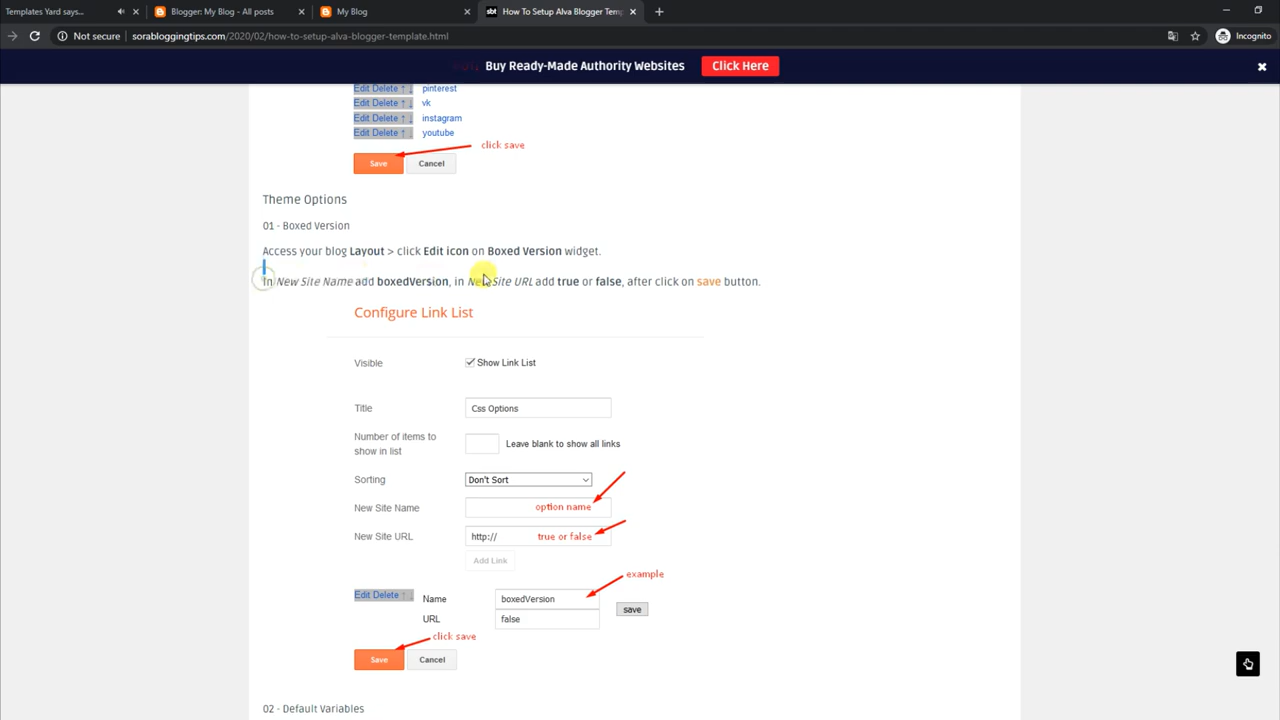 Templates Yard says...
Blogger: My Blog - All posts
My Blog
sbt How To Setup Alva Blogger Temp
Not secure sorabloggingtips.com/2020/02/how-to-setup-alva-blogger-template.html
Incognito
Buy Ready-Made Authority Websites Click Here
Edit Delete ↑ ↓ pinterest
Edit Delete ↑ ↓ vk
Edit Delete ↑ ↓ instagram
Edit Delete ↑ ↓ youtube
click save
Save Cancel
Theme Options
01 - Boxed Version
Access your blog Layout > click Edit icon on Boxed Version widget.
In New Site Name add boxedVersion, in New Site URL add true or false, after click on save button.
Configure Link List
Visible Show Link List
Title Css Options
Number of items to show in list Leave blank to show all links
Sorting Don't Sort
New Site Name option name
New Site URL http:// true or false
Add Link
example
Edit Delete ↑ ↓ Name boxedVersion
save
URL false
click save
Save Cancel
02 - Default Variables